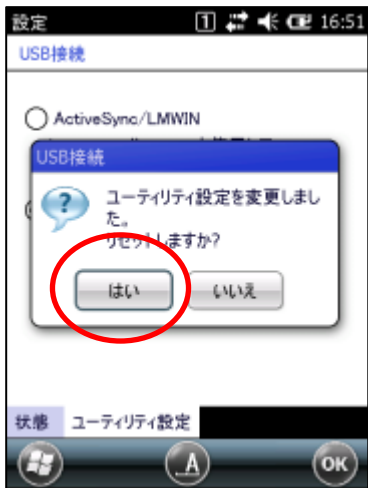 設定 1 16:51
USB接続
ActiveSync/LMWIN
USB接続
ユーティリティ設定を変更しまし
た。
リセットしますか?
はい いいえ
状態 ユーティリティ設定
A OK